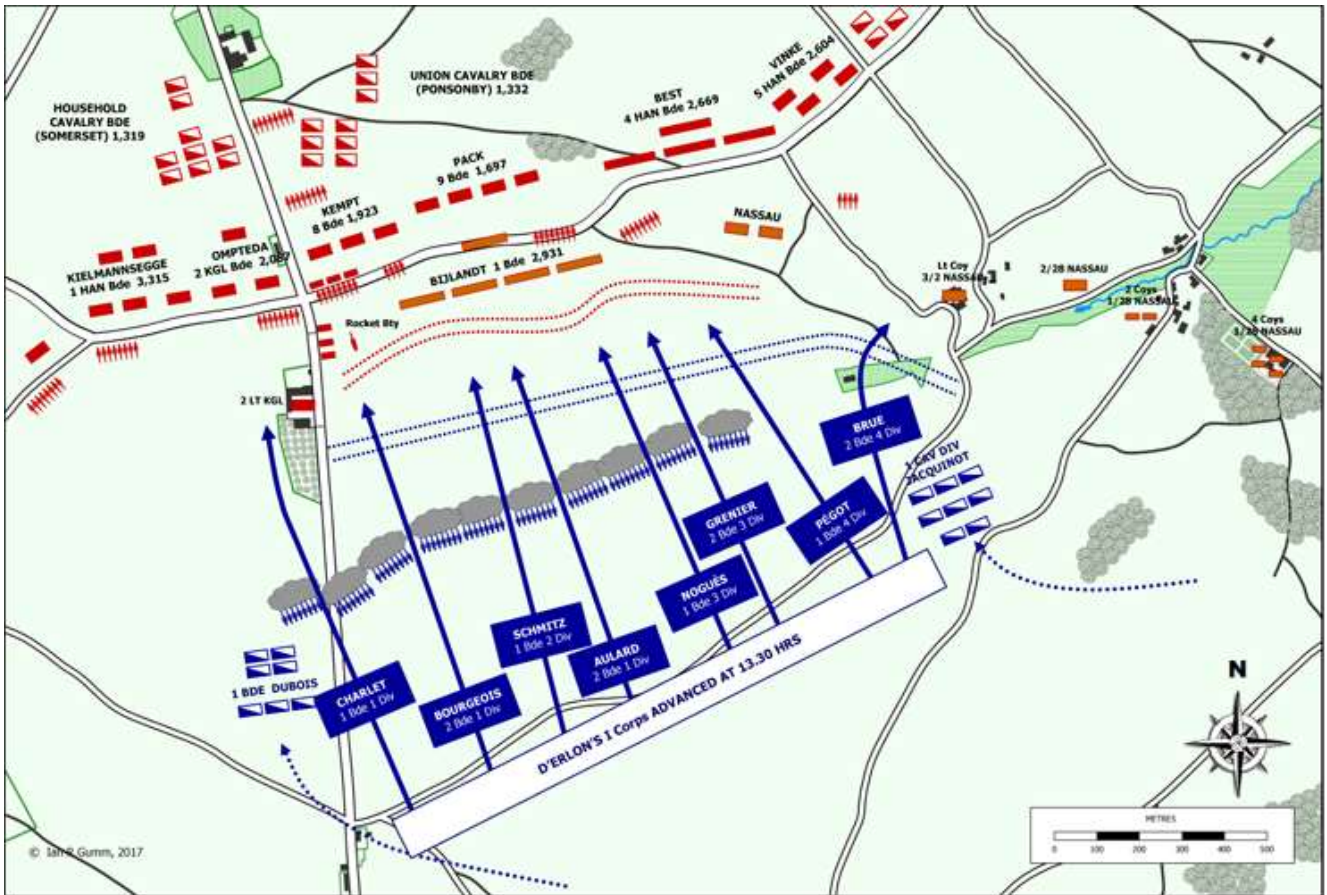 VINKE
5 HAN Bde 2,604
UNION CAVALRY BDE
(PONSONBY) 1,332
HOUSEHOLD
CAVALRY BDE
(SOMERSET) 1,319
BEST
4 HAN Bde 2,669
PACK
9 Bde 1,697
KEMPT
8 Bde 1,923
NASSAU
OMPTEDA
2 KGL Bde
KIELMANNSEGGE
1 HAN Bde 3,315
BIJLANDT 1 Bde 2,931
Lt Coy
3/2 NASSAU
2/28 NASSAU
2 Coys
1/28 NASSAU
4 Coys
1/28 NASSAU
Rocket Bty
2 LT KGL
BRUE
2 Bde 4 Div
1 CAV DIV
JACQUINOT
GRENIER
2 Bde 3 Div
PÉGOT
1 Bde 4 Div
NOGUÈS
1 Bde 3 Div
SCHMITZ
1 Bde 2 Div
AULARD
2 Bde 1 Div
1 BDE DUBOIS
CHARLET
1 Bde 1 Div
BOURGEOIS
2 Bde 1 Div
D'ERLON'S I Corps ADVANCED AT 13.30 HRS
N
METRES
0 100 200 300 400 500
© Ian R Gumm, 2017